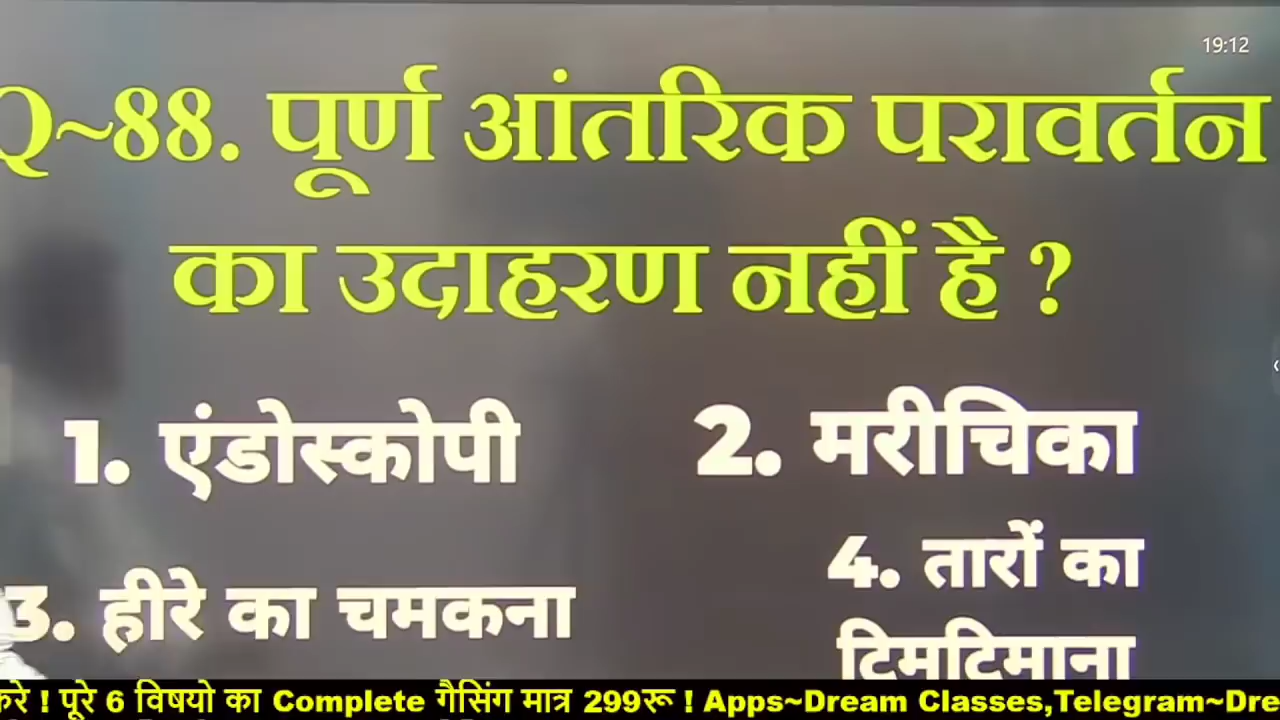 19:12
Q~88. पूर्ण आंतरिक परावर्तन
का उदाहरण नहीं है ?
1. एंडोस्कोपी
2. मरीचिका
3. हीरे का चमकना
4. तारों का
टिमटिमाना
करे ! पूरे 6 विषयो का Complete गैसिंग मात्र 299रू ! Apps~Dream Classes,Telegram~Dre